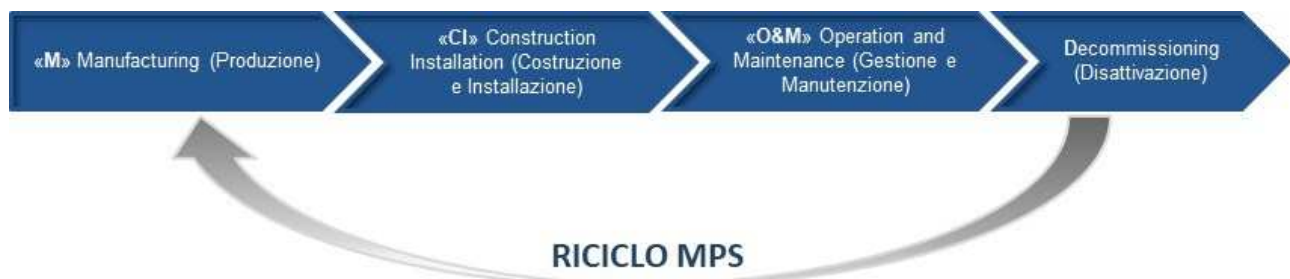 «M» Manufacturing (Produzione)
«CI» Construction
Installation (Costruzione
e Installazione)
«O&M» Operation and
Maintenance (Gestione e
Manutenzione)
Decommissioning
(Disattivazione)
RICICLO MPS